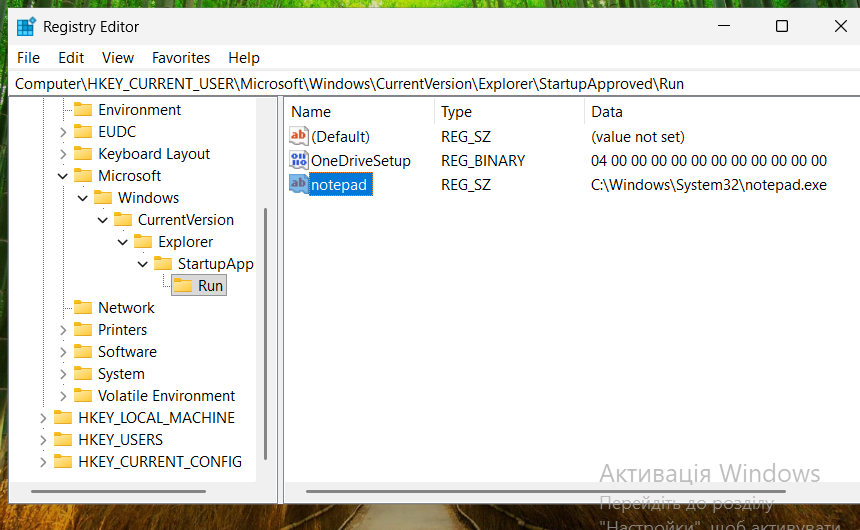 Registry Editor
File Edit View Favorites Help
Computer\HKEY_CURRENT_USER\Microsoft\Windows\CurrentVersion\Explorer\StartupApproved\Run
Environment
EUDC
Keyboard Layout
Microsoft
Windows
CurrentVersion
Explorer
StartupApp
Run
Network
Printers
Software
System
Volatile Environment
HKEY_LOCAL_MACHINE
HKEY_USERS
HKEY_CURRENT_CONFIG
Name Type Data
(Default) REG_SZ (value not set)
OneDriveSetup REG_BINARY 04 00 00 00 00 00 00 00 00 00 00 00
notepad REG_SZ C:\Windows\System32\notepad.exe
Активація Windows
Перейдіть до розділу
"Настройки", щоб активувати